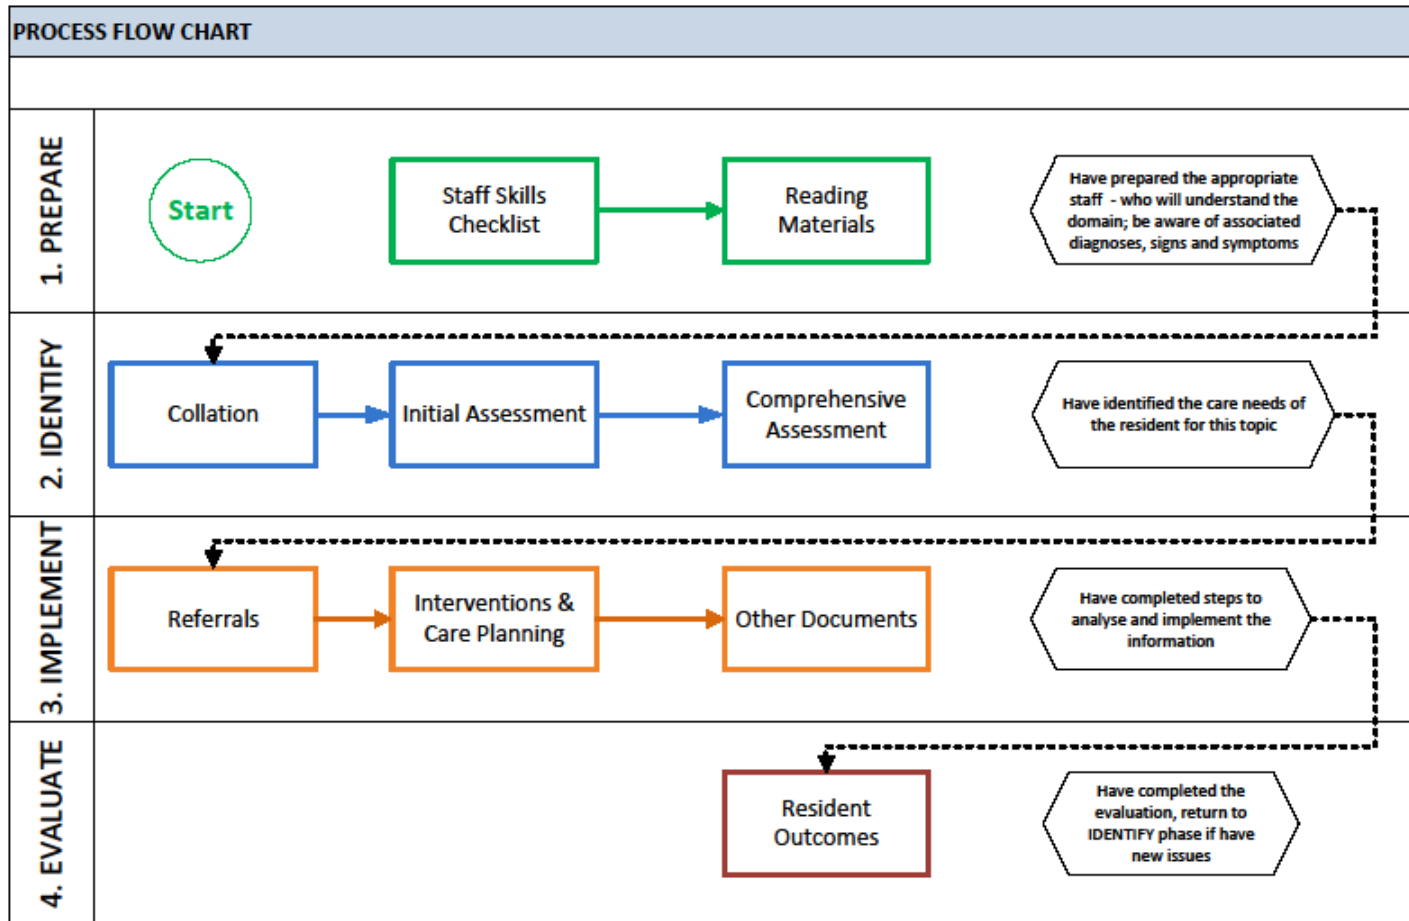 PROCESS FLOW CHART
1. PREPARE
Start
Staff Skills
Checklist
Reading
Materials
Have prepared the appropriate
staff - who will understand the
domain; be aware of associated
diagnoses, signs and symptoms
2. IDENTIFY
Collation
Initial Assessment
Comprehensive
Assessment
Have identified the care needs of
the resident for this topic
3. IMPLEMENT
Referrals
Interventions &
Care Planning
Other Documents
Have completed steps to
analyse and implement the
information
4. EVALUATE
Resident
Outcomes
Have completed the
evaluation, return to
IDENTIFY phase if have
new issues